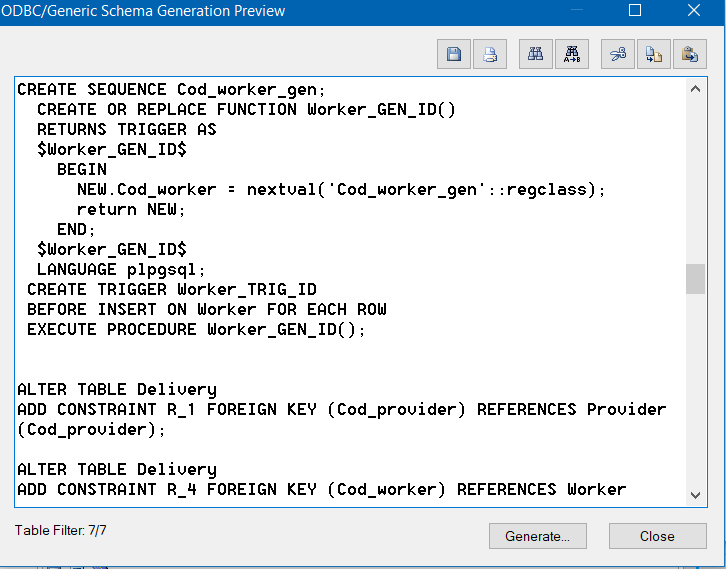 ODBC/Generic Schema Generation Preview
A→B
CREATE SEQUENCE Cod_worker_gen;
CREATE OR REPLACE FUNCTION Worker_GEN_ID()
RETURNS TRIGGER AS
$Worker_GEN_ID$
BEGIN
NEW.Cod_worker = nextval('Cod_worker_gen'::regclass);
return NEW;
END;
$Worker_GEN_ID$
LANGUAGE plpgsql;
CREATE TRIGGER Worker_TRIG_ID
BEFORE INSERT ON Worker FOR EACH ROW
EXECUTE PROCEDURE Worker_GEN_ID();
ALTER TABLE Delivery
ADD CONSTRAINT R_1 FOREIGN KEY (Cod_provider) REFERENCES Provider
(Cod_provider);
ALTER TABLE Delivery
ADD CONSTRAINT R_4 FOREIGN KEY (Cod_worker) REFERENCES Worker
Table Filter: 7/7
Generate...
Close